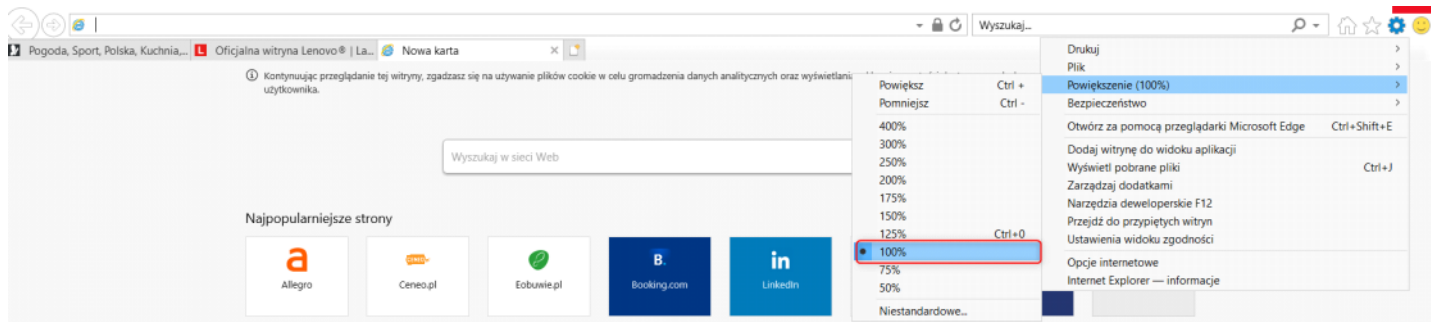 Wyszukaj...
Pogoda, Sport, Polska, Kuchnia,... Oficjalna witryna Lenovo® | La... Nowa karta
Kontynuując przeglądanie tej witryny, zgadzasz się na używanie plików cookie w celu gromadzenia danych analitycznych oraz wyświetlani
użytkownika.
Wyszukaj w sieci Web
Najpopularniejsze strony
a
Allegro
CENEO
Ceneo.pl
Eobuwie.pl
B.
Booking.com
in
LinkedIn
Powiększ Ctrl +
Pomniejsz Ctrl -
400%
300%
250%
200%
175%
150%
125% Ctrl+0
100%
75%
50%
Niestandardowe...
Drukuj
Plik
Powiększenie (100%)
Bezpieczeństwo
Otwórz za pomocą przeglądarki Microsoft Edge Ctrl+Shift+E
Dodaj witrynę do widoku aplikacji
Wyświetl pobrane pliki Ctrl+J
Zarządzaj dodatkami
Narzędzia deweloperskie F12
Przejdź do przypiętych witryn
Ustawienia widoku zgodności
Opcje internetowe
Internet Explorer — informacje